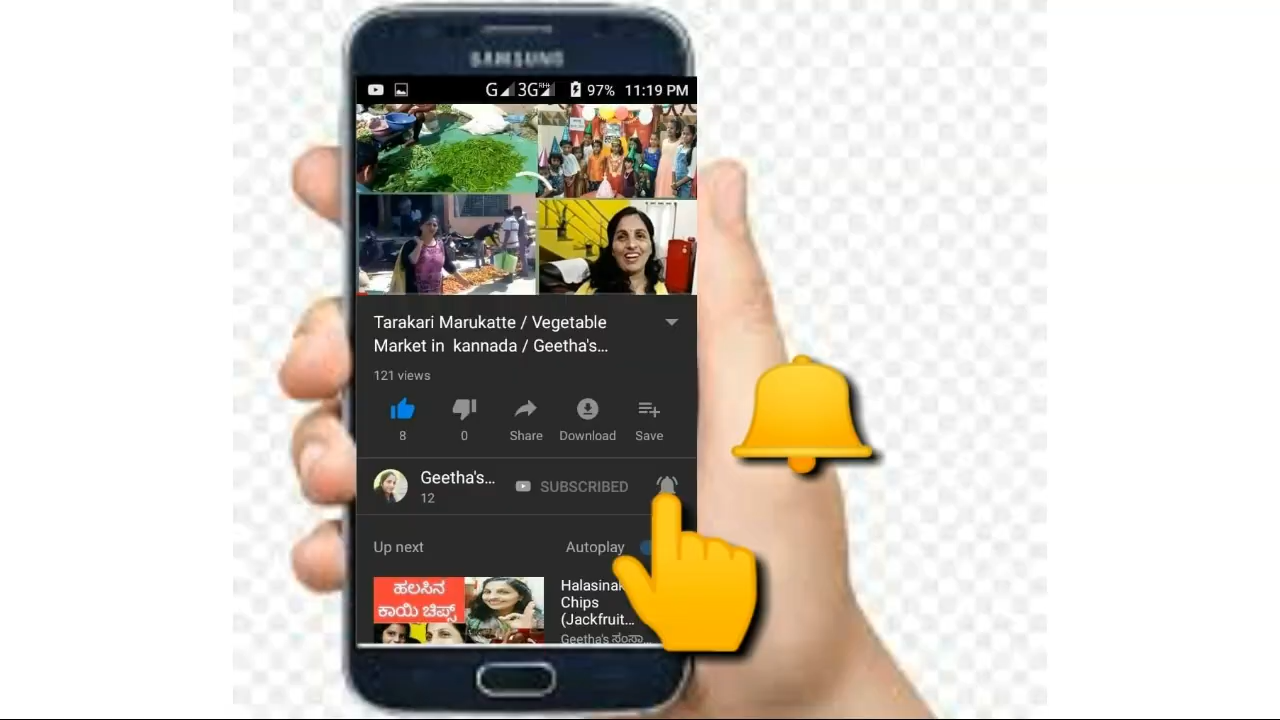 SAMSUNG
G 3G 97% 11:19 PM
Tarakari Marukatte / Vegetable
Market in kannada / Geetha's...
121 views
8
0
Share
Download
Save
Geetha's...
12
SUBSCRIBED
Up next
Autoplay
ಹಲಸಿನ
ಕಾಯಿ ಚಿಪ್ಸ್
Chips
(Jackfruit...
Geetha's ಸಂಸಾ...